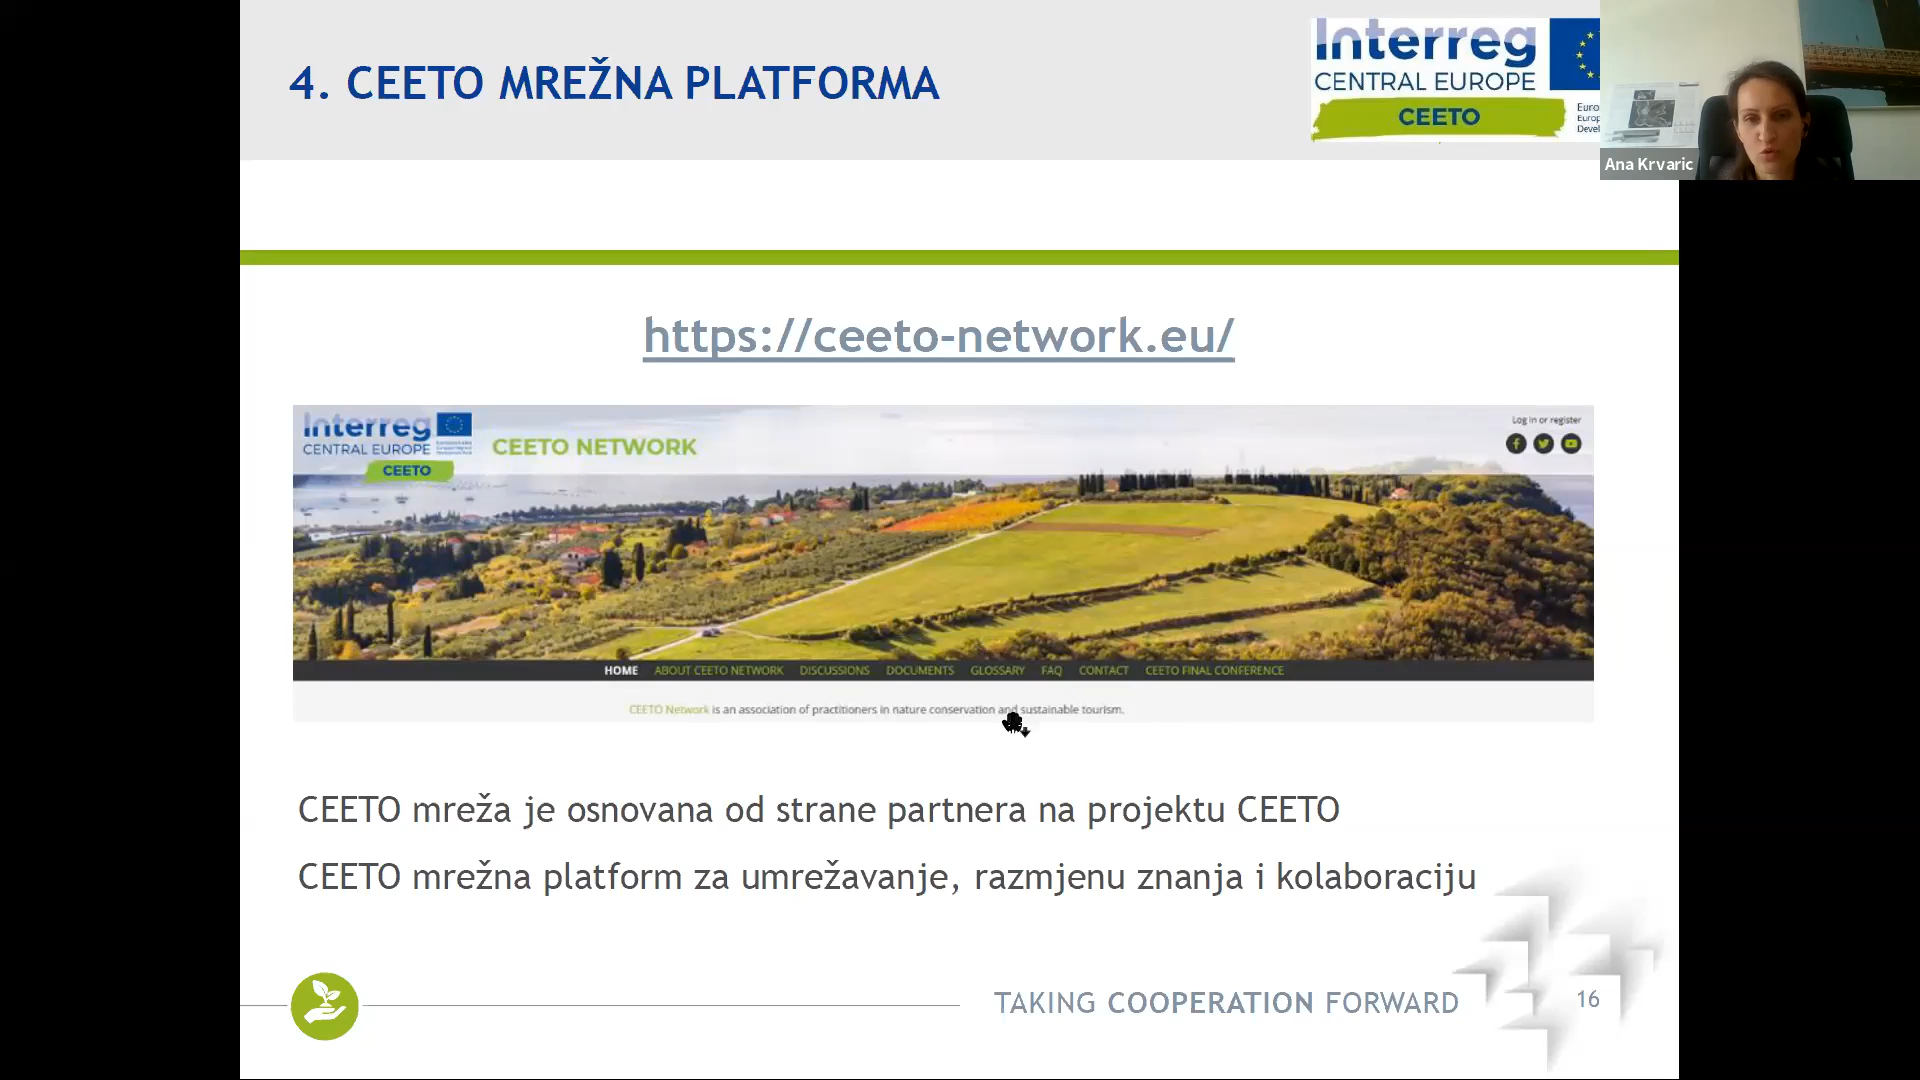 4. CEETO MREŽNA PLATFORMA
Interreg
CENTRAL EUROPE
CEETO
Ana Krvaric
https://ceeto-network.eu/
Interreg
CENTRAL EUROPE
CEETO
CEETO NETWORK
Log in or register
HOME ABOUT CEETO NETWORK DISCUSSIONS DOCUMENTS GLOSSARY FAQ CONTACT CEETO FINAL CONFERENCE
CEETO Network is an association of practitioners in nature conservation and sustainable tourism.
CEETO mreža je osnovana od strane partnera na projektu CEETO
CEETO mrežna platform za umrežavanje, razmjenu znanja i kolaboraciju
TAKING COOPERATION FORWARD
16